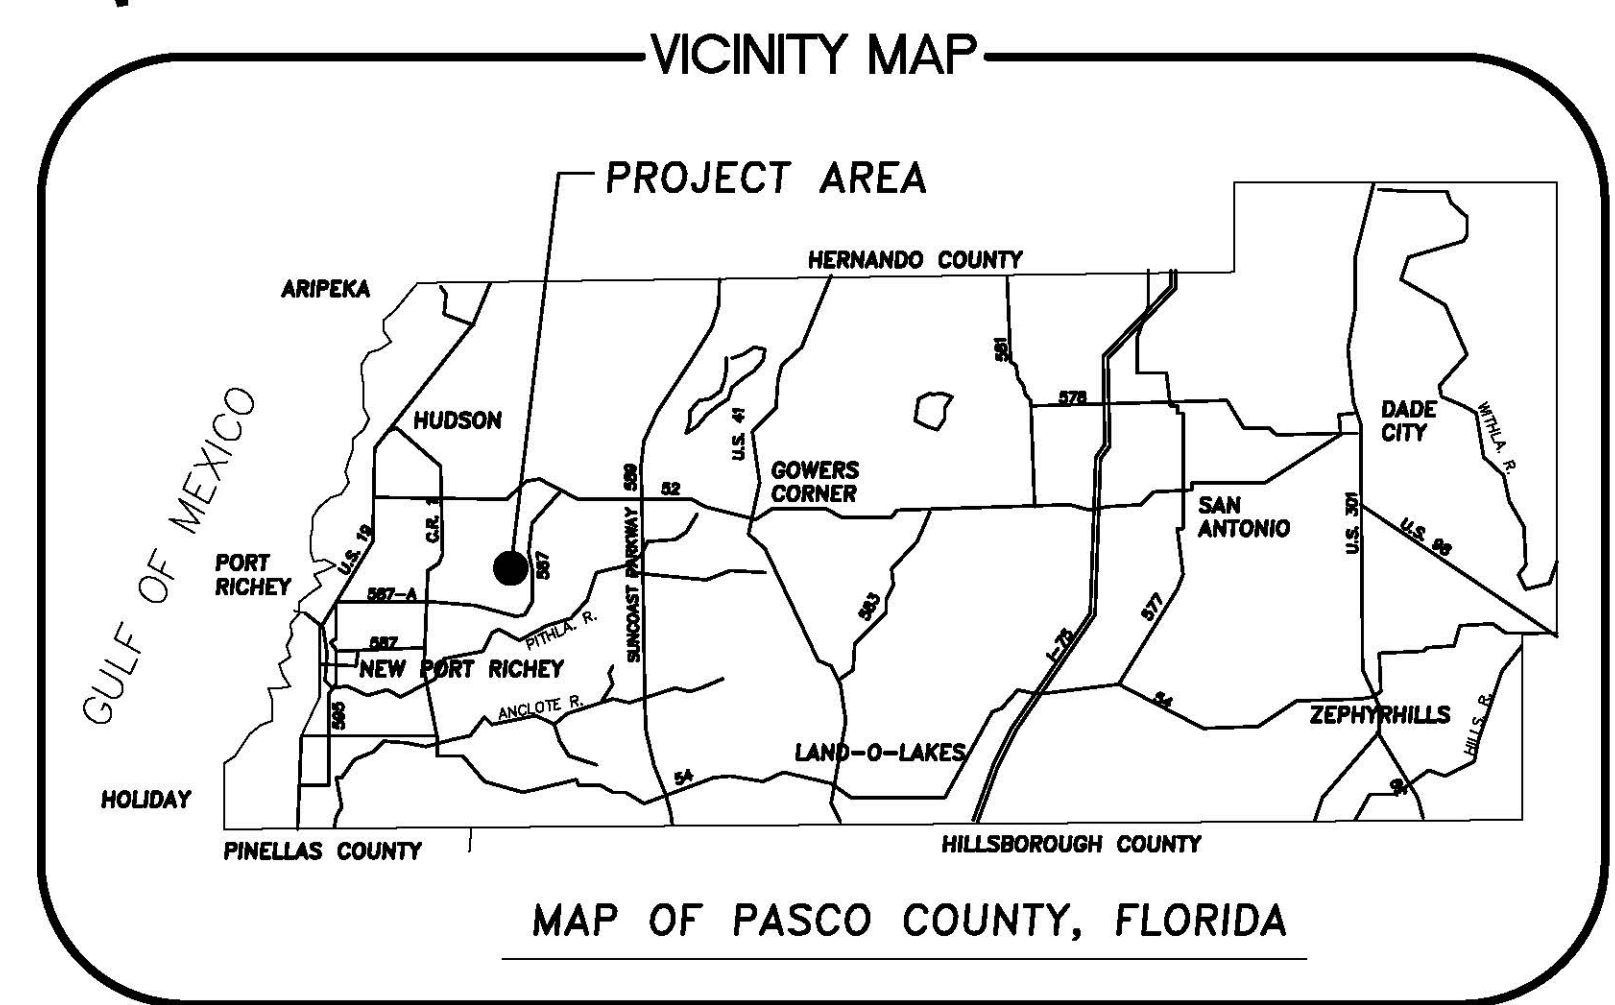 VICINITY MAP
PROJECT AREA
HERNANDO COUNTY
ARIPEKA
581
578
HUDSON
U.S. 41
DADE
CITY
WITHLA. R.
GULF OF MEXICO
GOWERS
CORNER
589
52
C.R. 1
SAN
ANTONIO
U.S. 301
U.S. 98
U.S. 19
PORT
RICHEY
587
SUNCOAST PARKWAY
587-A
583
577
PITHLA. R.
I-75
587
NEW PORT RICHEY
ANCLOTE R.
595
54
ZEPHYRHILLS
HILLS. R.
LAND-O-LAKES
54
HOLIDAY
PINELLAS COUNTY
HILLSBOROUGH COUNTY
MAP OF PASCO COUNTY, FLORIDA